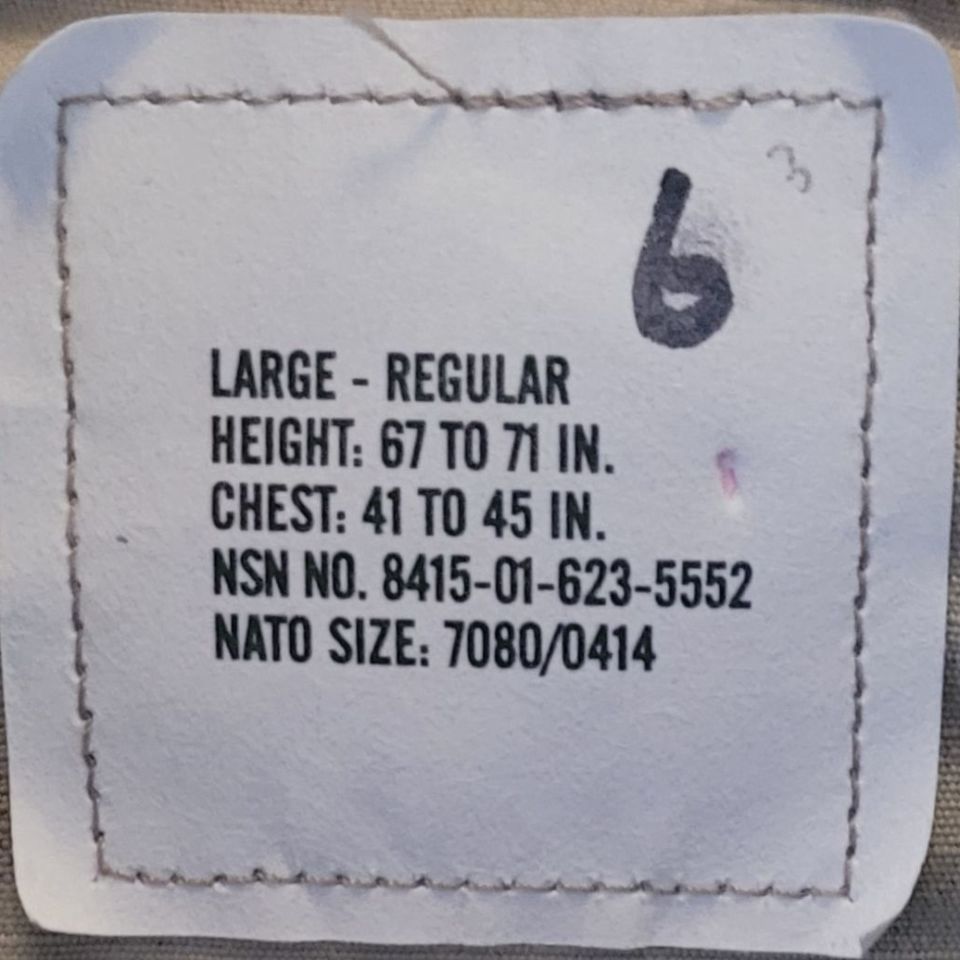 3
6
LARGE - REGULAR
HEIGHT: 67 TO 71 IN.
CHEST: 41 TO 45 IN.
NSN NO. 8415-01-623-5552
NATO SIZE: 7080/0414